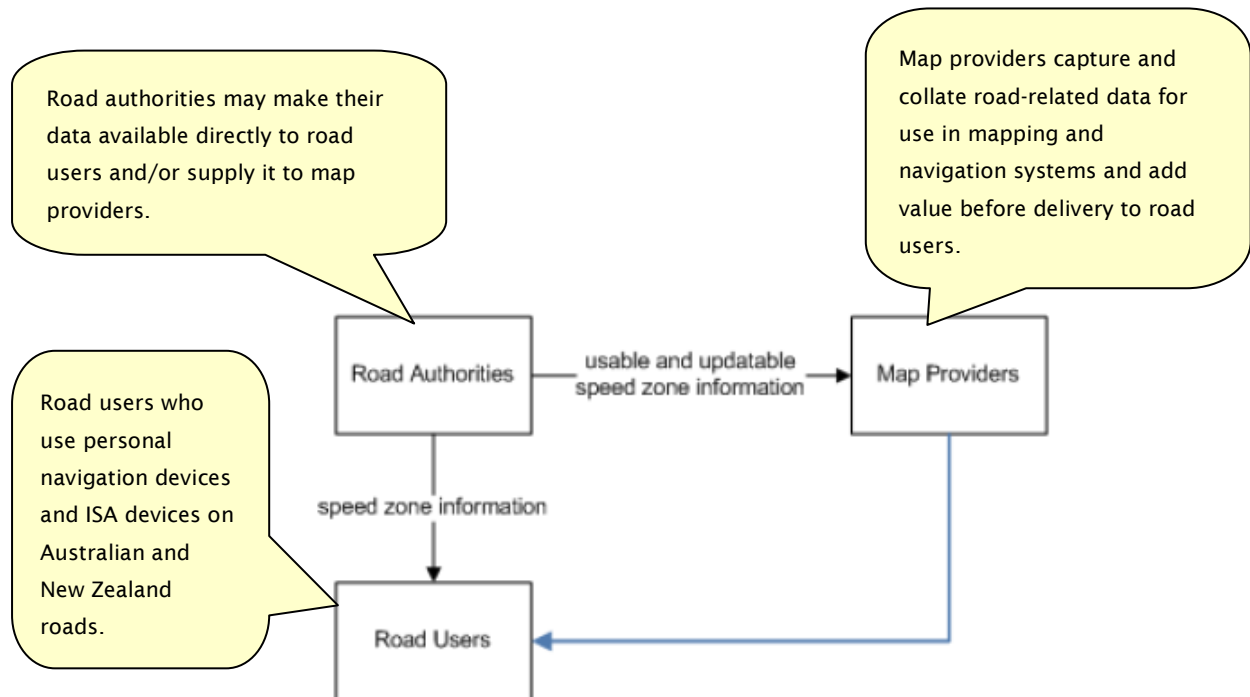 Road authorities may make their
data available directly to road
users and/or supply it to map
providers.
Map providers capture and
collate road-related data for
use in mapping and
navigation systems and add
value before delivery to road
users.
Road Authorities
usable and updatable
speed zone information
Map Providers
Road users who
use personal
navigation devices
and ISA devices on
Australian and
New Zealand
roads.
speed zone information
Road Users